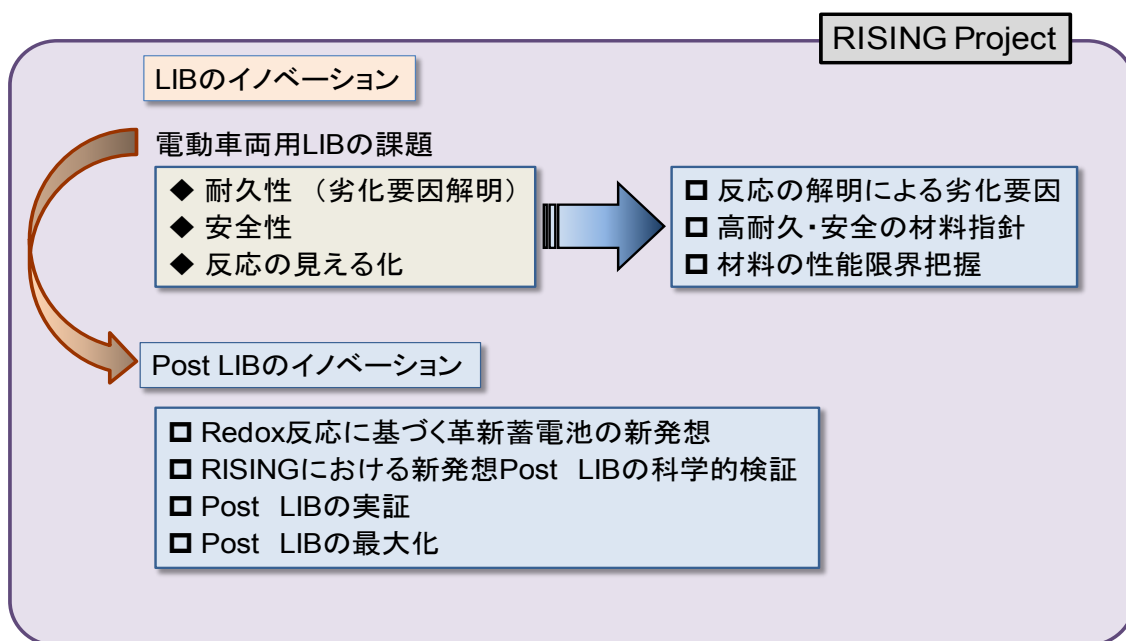 RISING Project
LIBのイノベーション
電動車両用LIBの課題
◆ 耐久性 （劣化要因解明）
◆ 安全性
◆ 反応の見える化
□ 反応の解明による劣化要因
□ 高耐久・安全の材料指針
□ 材料の性能限界把握
Post LIBのイノベーション
□ Redox反応に基づく革新蓄電池の新発想
□ RISINGにおける新発想Post　LIBの科学的検証
□ Post　LIBの実証
□ Post　LIBの最大化